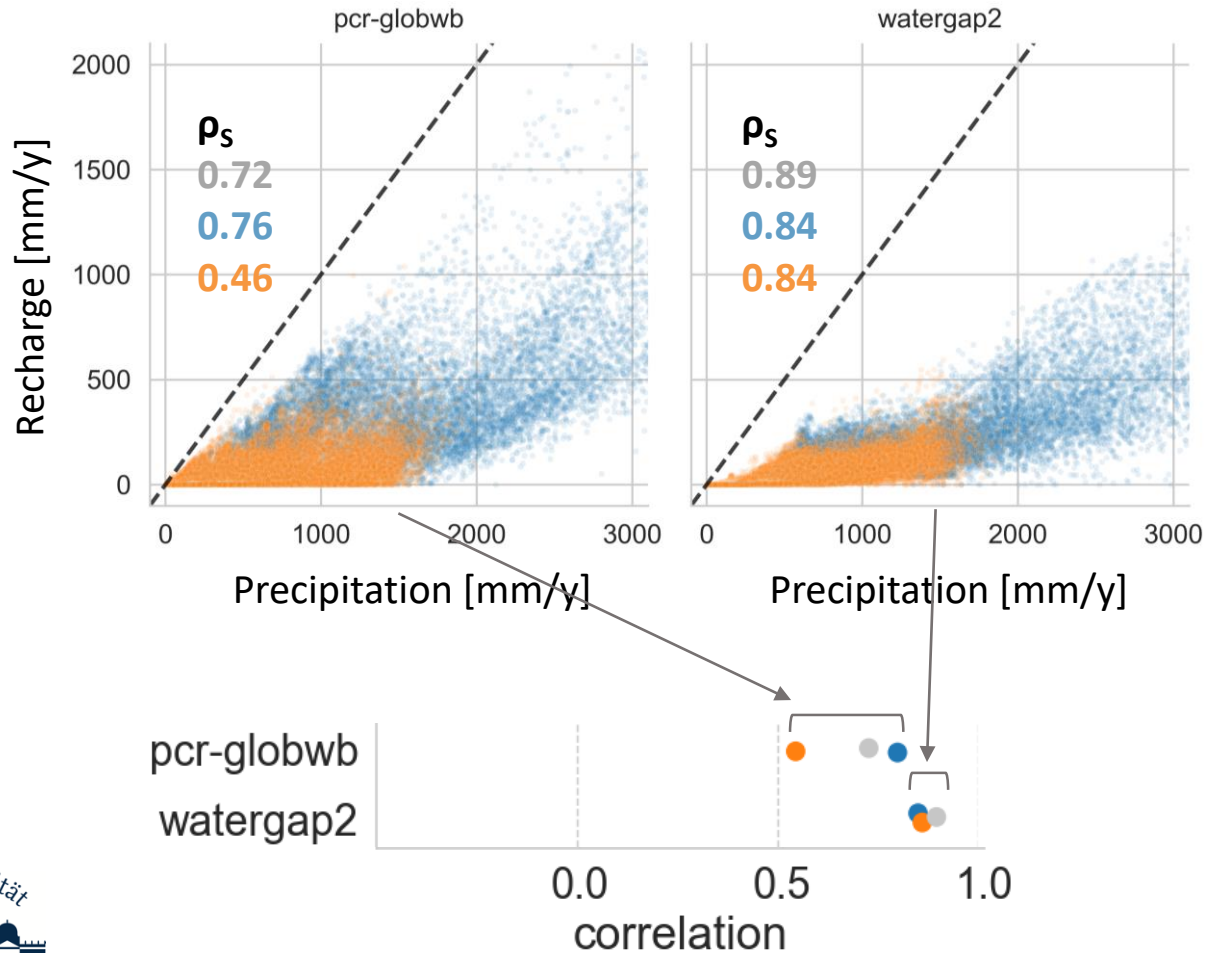 pcr-globwb
watergap2
Recharge [mm/y]
2000
1500
1000
500
0
ρS
0.72
0.76
0.46
ρS
0.89
0.84
0.84
0
1000
2000
3000
0
1000
2000
3000
Precipitation [mm/y]
Precipitation [mm/y]
pcr-globwb
watergap2
0.0
0.5
1.0
correlation